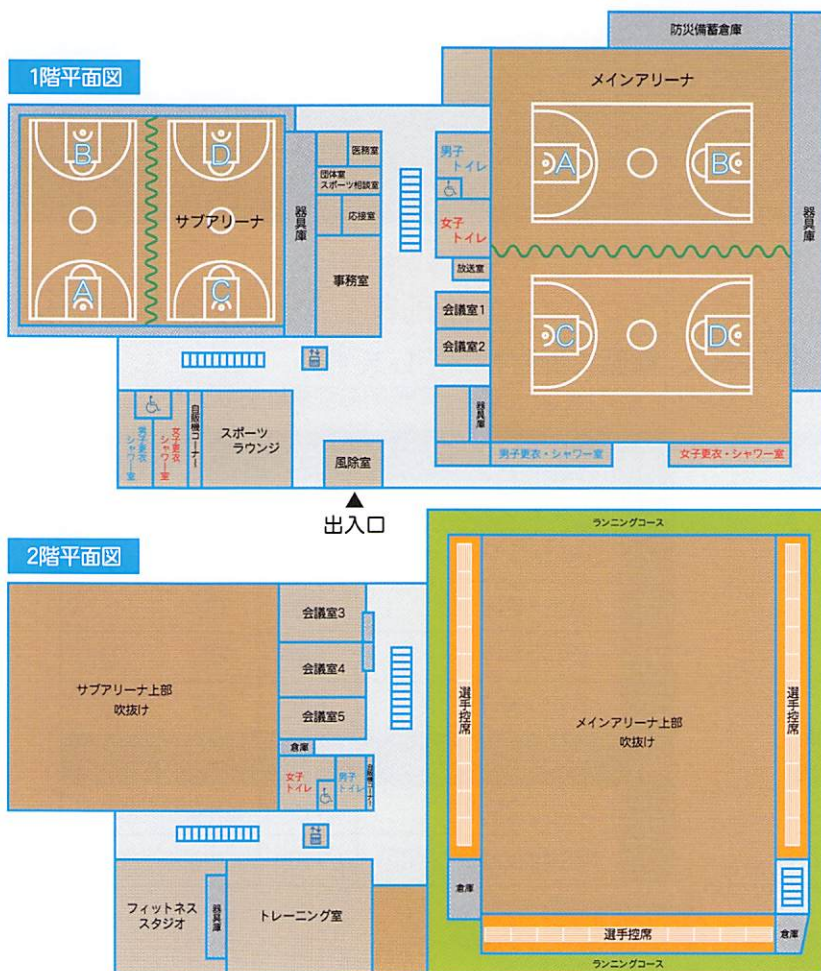 1階平面図
防災備蓄倉庫
メインアリーナ
A
B
C
D
器具庫
B
D
サブアリーナ
A
C
器具庫
医務室
団体室
スポーツ相談室
応接室
事務室
男子
トイレ
女子
トイレ
放送室
会議室1
会議室2
器具庫
男子更衣・シャワー室
女子更衣・シャワー室
男子更衣
シャワー室
女子更衣
シャワー室
自販機コーナー
スポーツ
ラウンジ
風除室
▲
出入口
2階平面図
サブアリーナ上部
吹抜け
会議室3
会議室4
会議室5
倉庫
女子
トイレ
男子
トイレ
自販機コーナー
フィットネス
スタジオ
器具庫
トレーニング室
ランニングコース
選手控席
メインアリーナ上部
吹抜け
選手控席
倉庫
選手控席
倉庫
ランニングコース